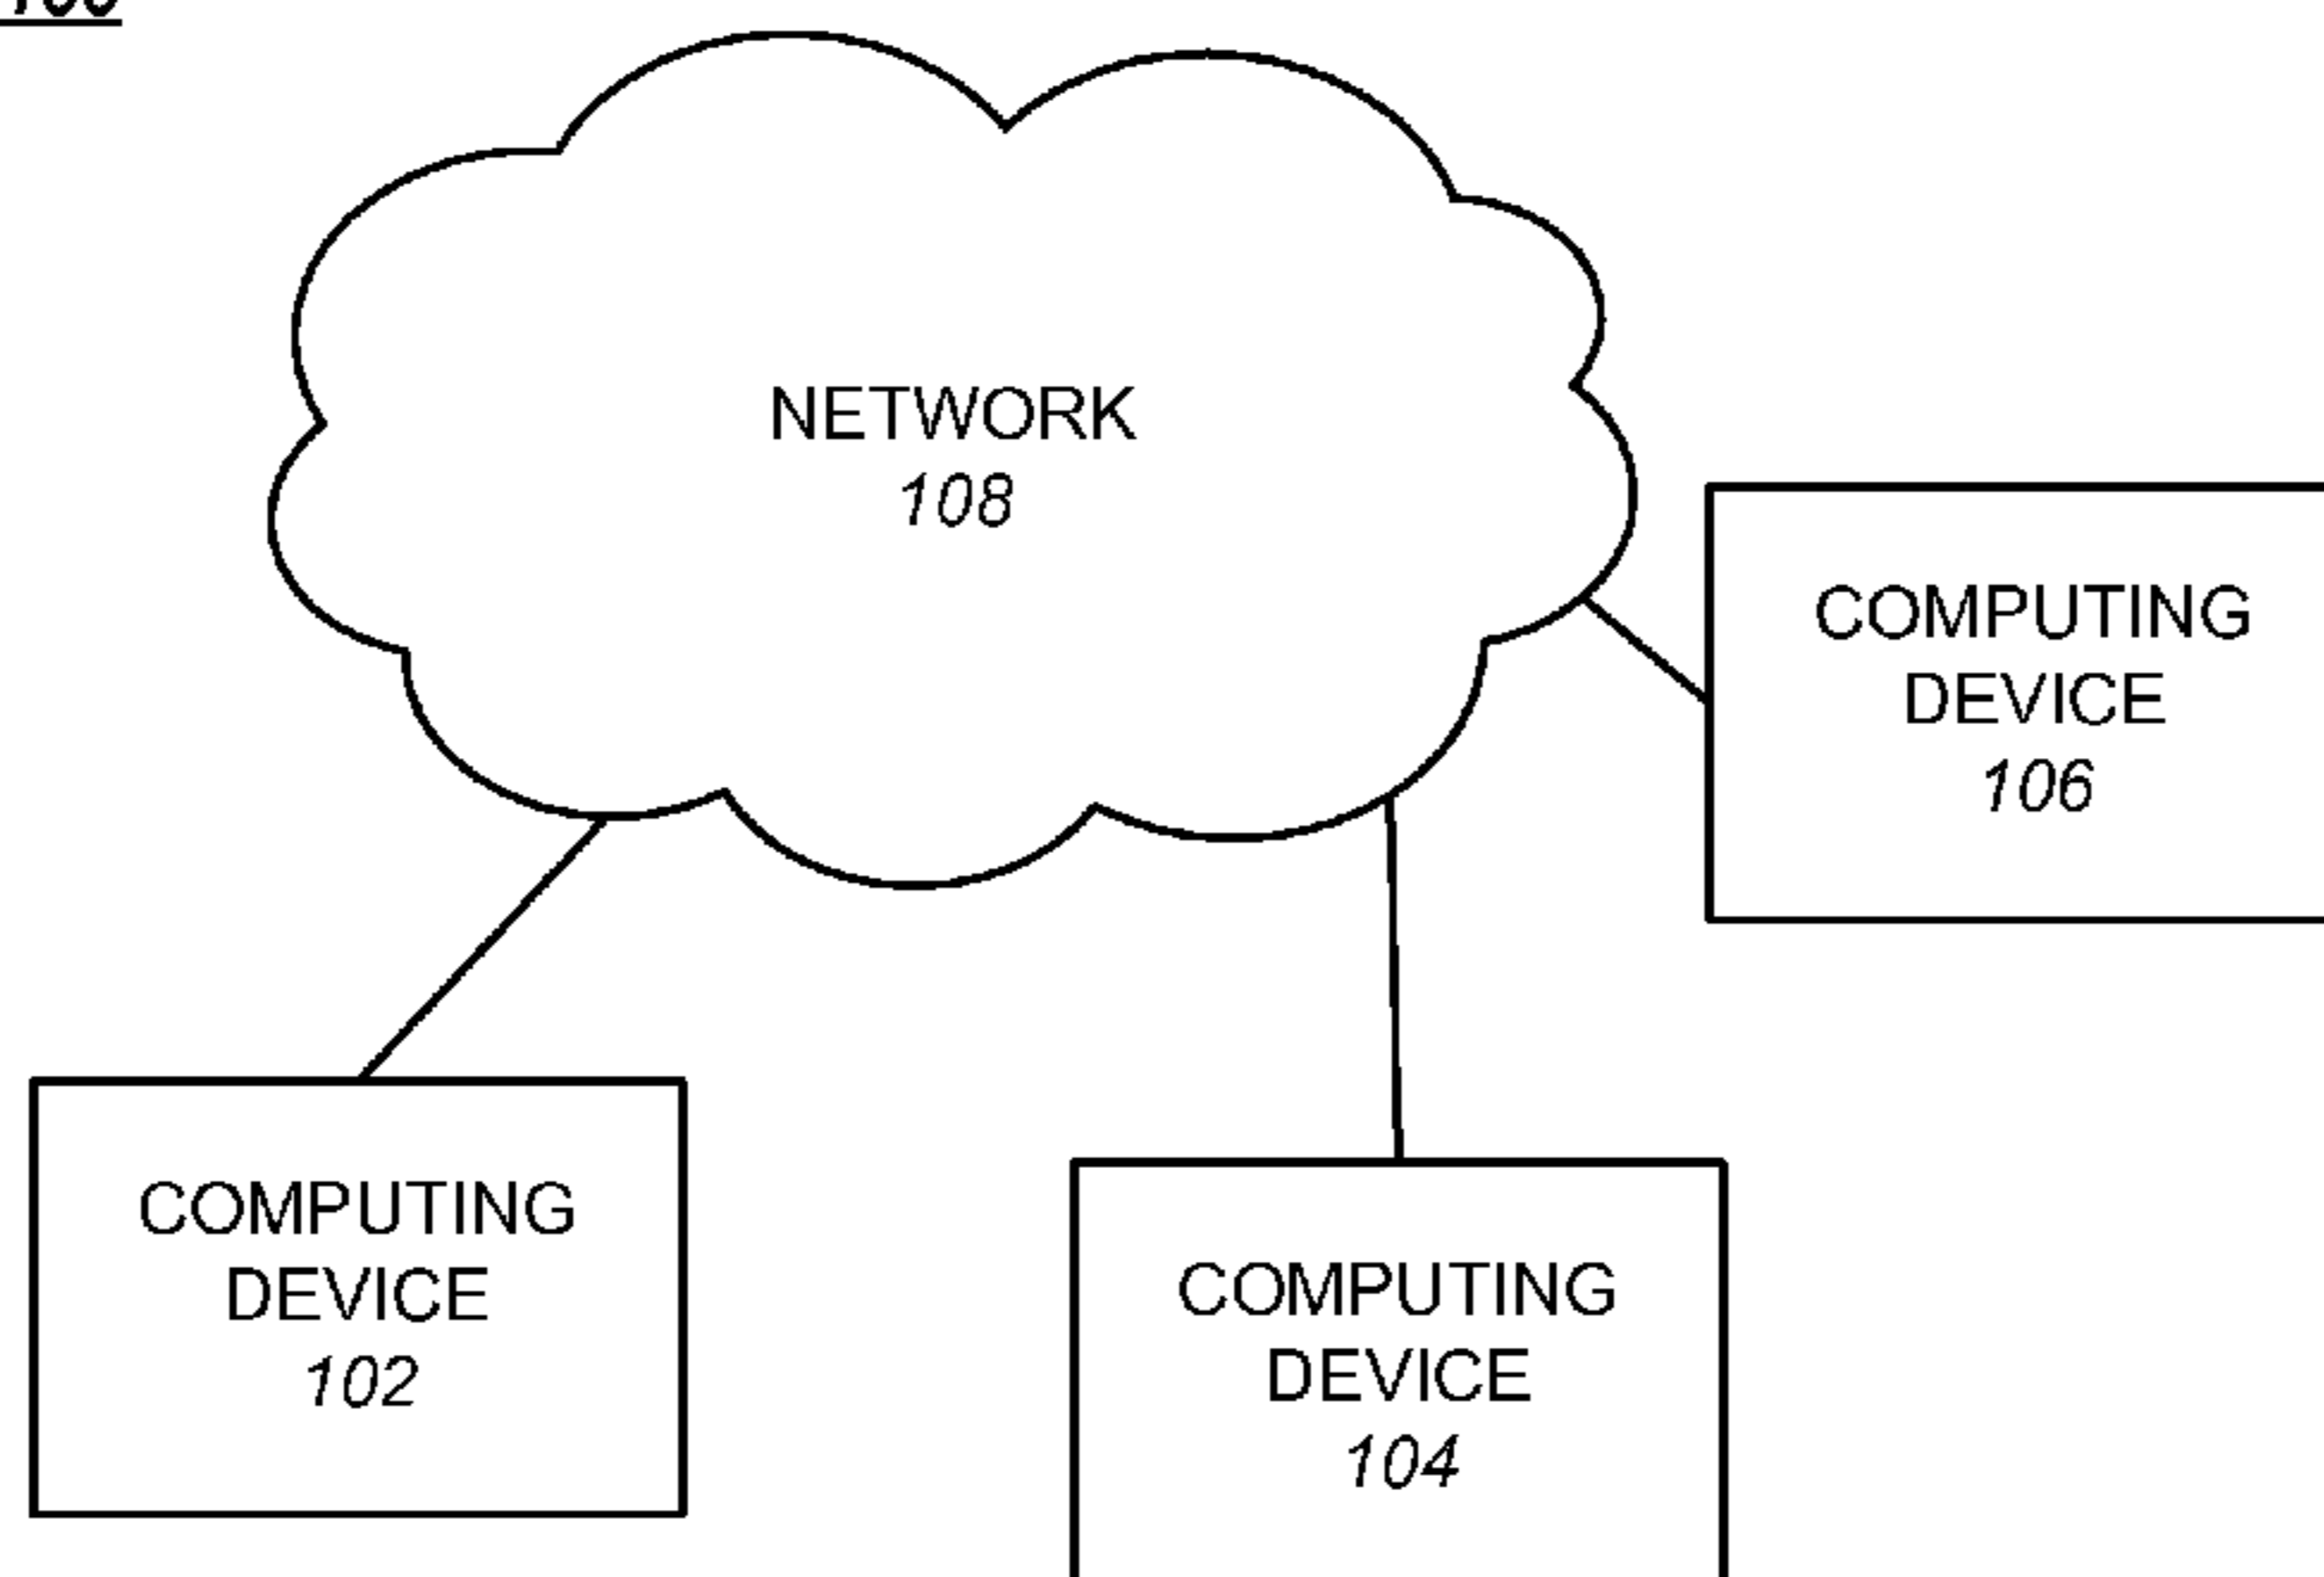 NETWORK
108
COMPUTING
DEVICE
106
COMPUTING
DEVICE
102
COMPUTING
DEVICE
104